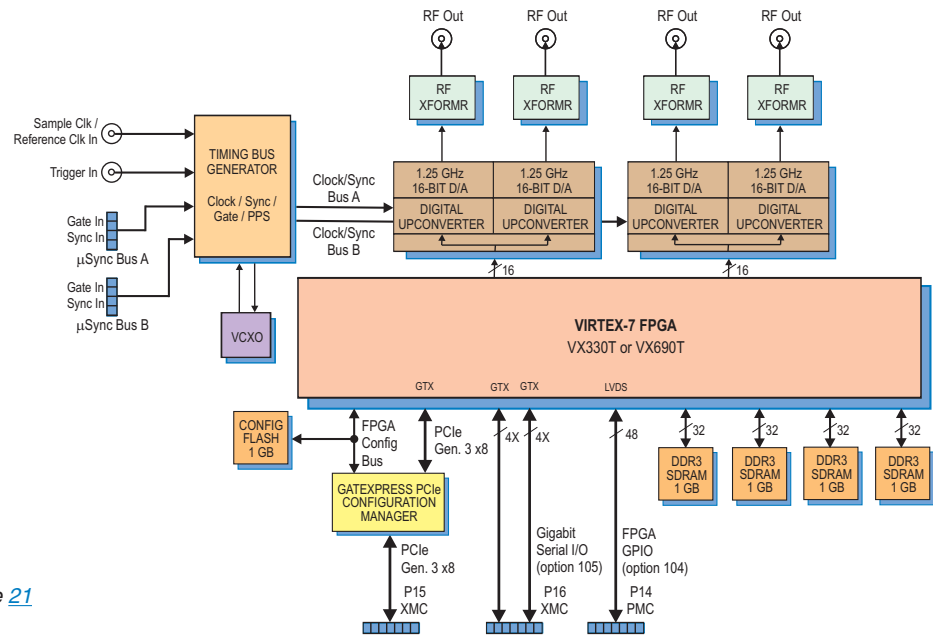 RF Out
RF Out
RF Out
RF Out
RF
XFORMR
RF
XFORMR
RF
XFORMR
RF
XFORMR
Sample Clk /
Reference Clk In
Trigger In
Gate In
Sync In
μSync Bus A
Gate In
Sync In
μSync Bus B
TIMING BUS
GENERATOR
Clock / Sync /
Gate / PPS
VCXO
Clock/Sync
Bus A
Clock/Sync
Bus B
1.25 GHz
16-BIT D/A
1.25 GHz
16-BIT D/A
DIGITAL
UPCONVERTER
DIGITAL
UPCONVERTER
1.25 GHz
16-BIT D/A
1.25 GHz
16-BIT D/A
DIGITAL
UPCONVERTER
DIGITAL
UPCONVERTER
16
16
VIRTEX-7 FPGA
VX330T or VX690T
GTX
GTX
GTX
LVDS
CONFIG
FLASH
1 GB
FPGA
Config
Bus
PCIe
Gen. 3 x8
4X
4X
48
32
32
32
32
DDR3
SDRAM
1 GB
DDR3
SDRAM
1 GB
DDR3
SDRAM
1 GB
DDR3
SDRAM
1 GB
GATEXPRESS PCIe
CONFIGURATION
MANAGER
PCIe
Gen. 3 x8
Gigabit
Serial I/O
(option 105)
FPGA
GPIO
(option 104)
P15
XMC
P16
XMC
P14
PMC
e 21